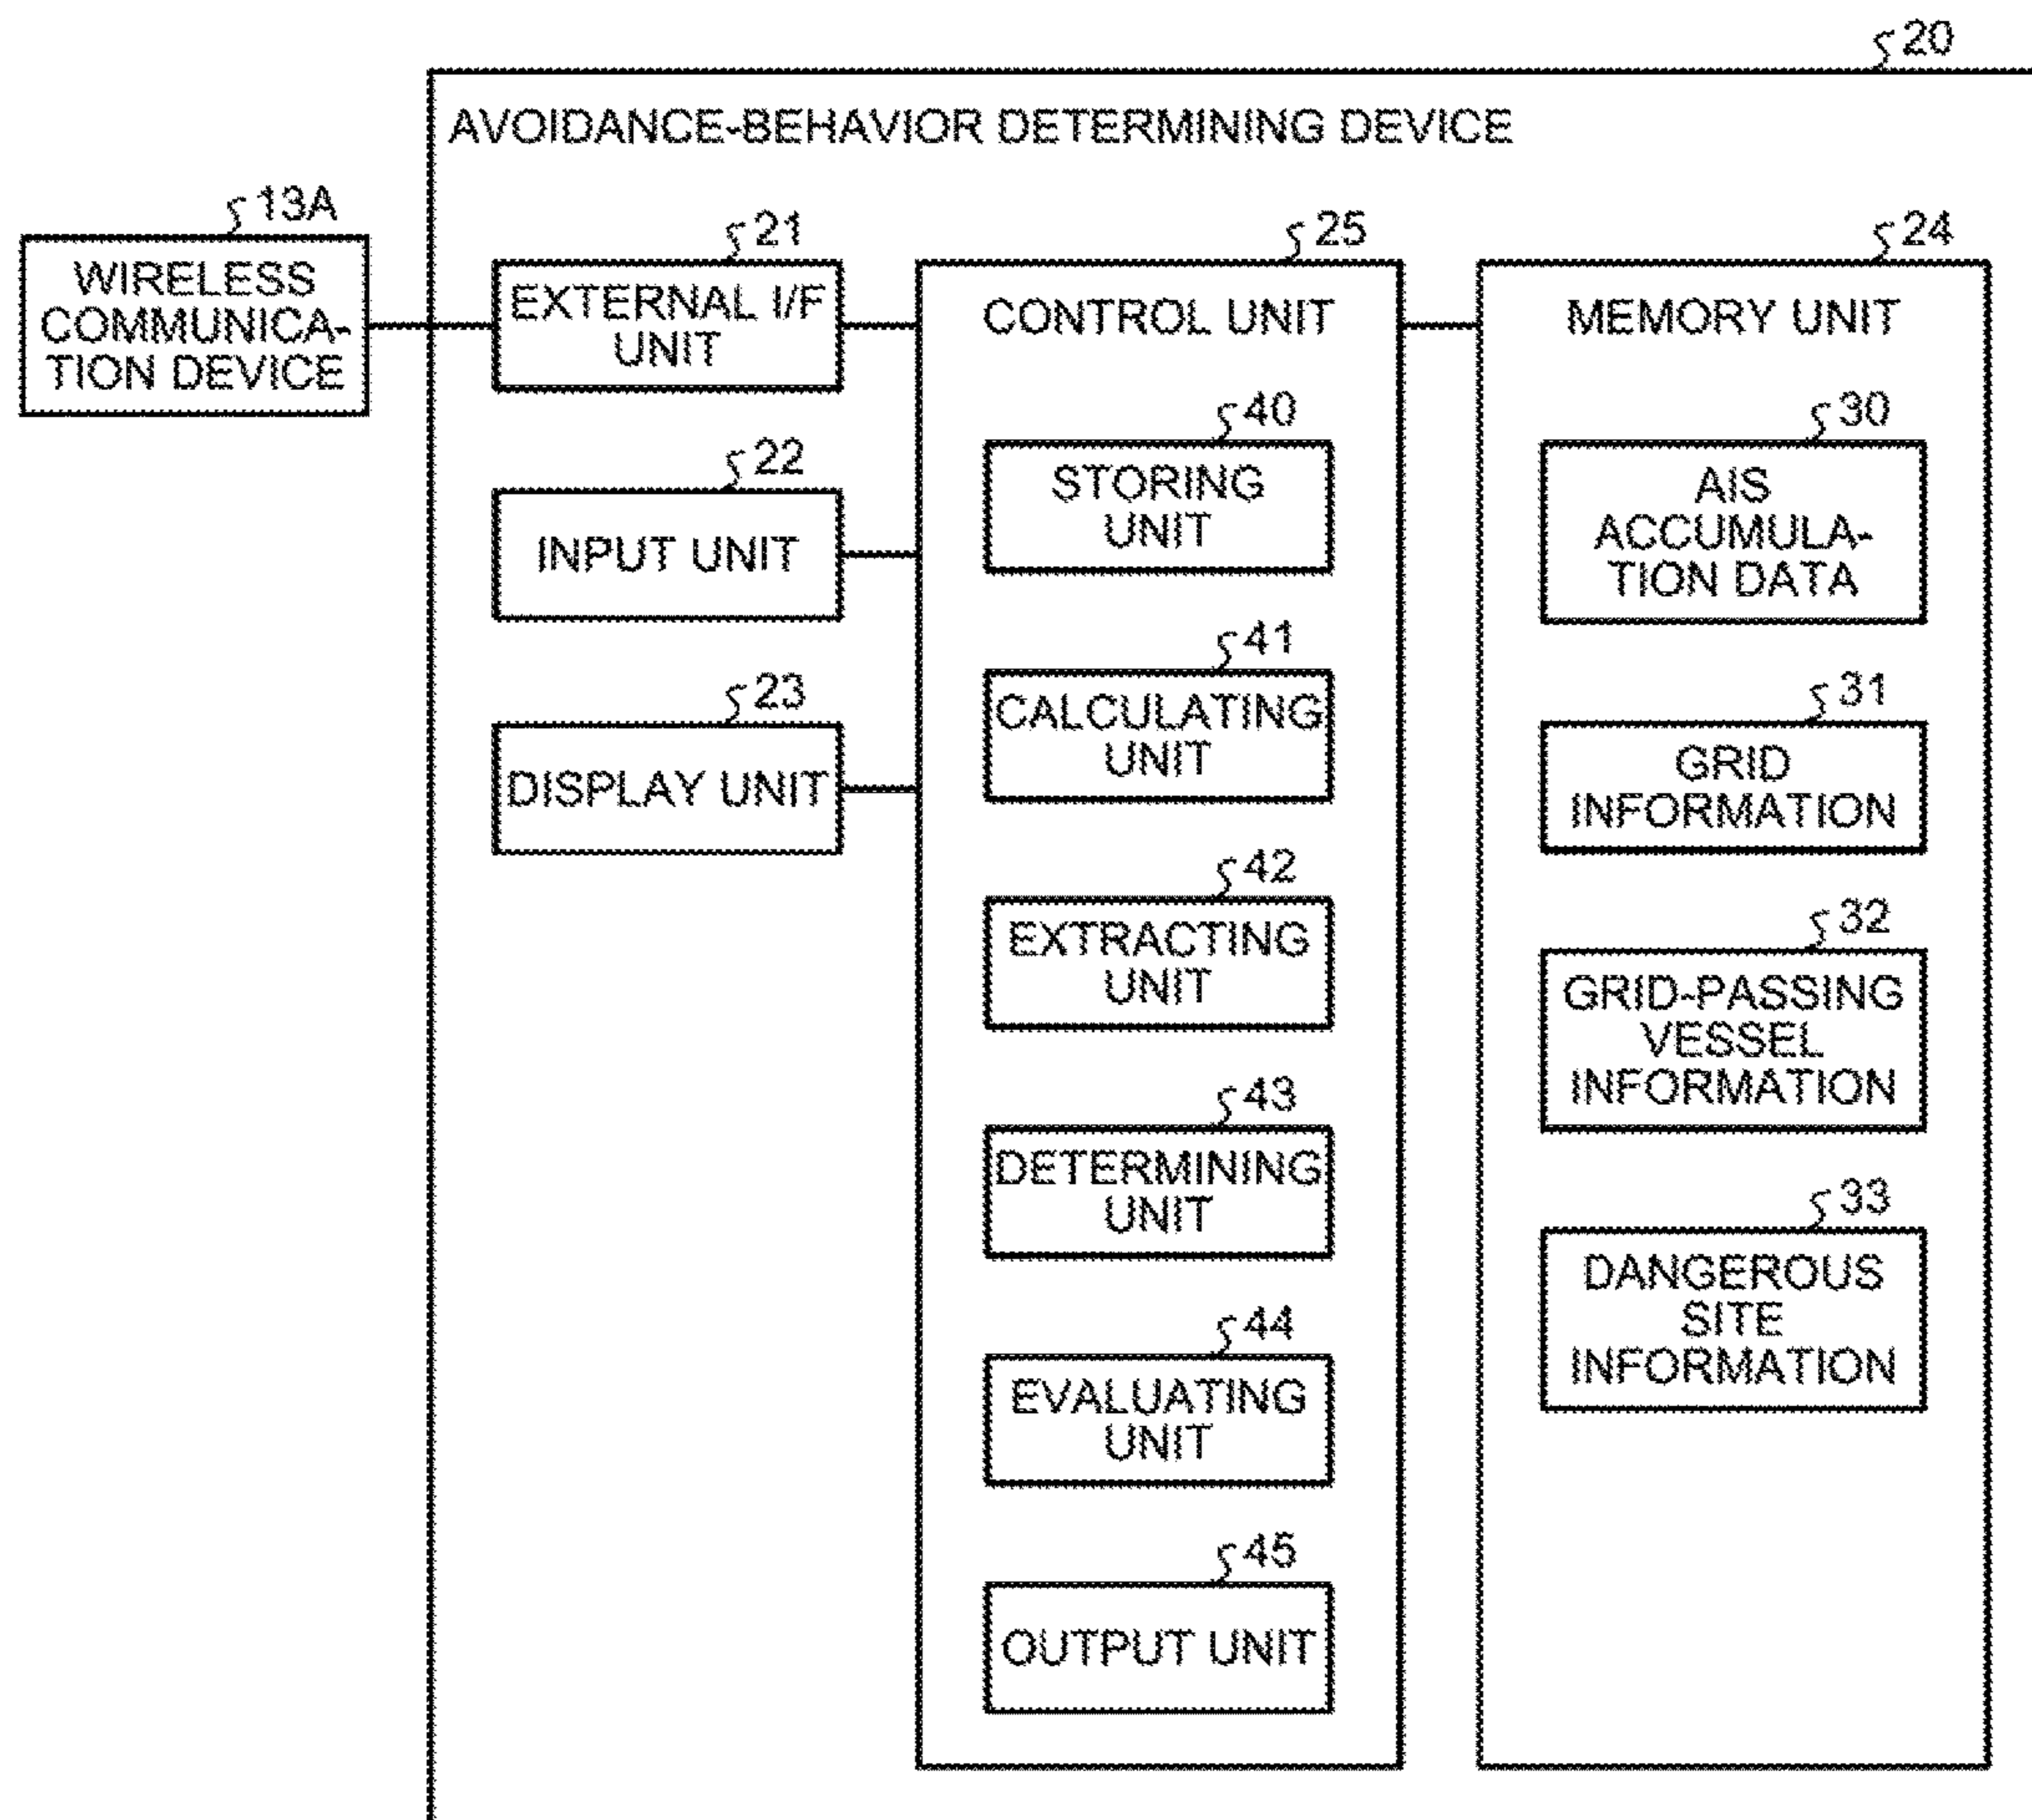 20
AVOIDANCE-BEHAVIOR DETERMINING DEVICE
13A
WIRELESS
COMMUNICA-
TION DEVICE
21
EXTERNAL I/F
UNIT
22
INPUT UNIT
23
DISPLAY UNIT
25
CONTROL UNIT
40
STORING
UNIT
41
CALCULATING
UNIT
42
EXTRACTING
UNIT
43
DETERMINING
UNIT
44
EVALUATING
UNIT
45
OUTPUT UNIT
24
MEMORY UNIT
30
AIS
ACCUMULA-
TION DATA
31
GRID
INFORMATION
32
GRID-PASSING
VESSEL
INFORMATION
33
DANGEROUS
SITE
INFORMATION